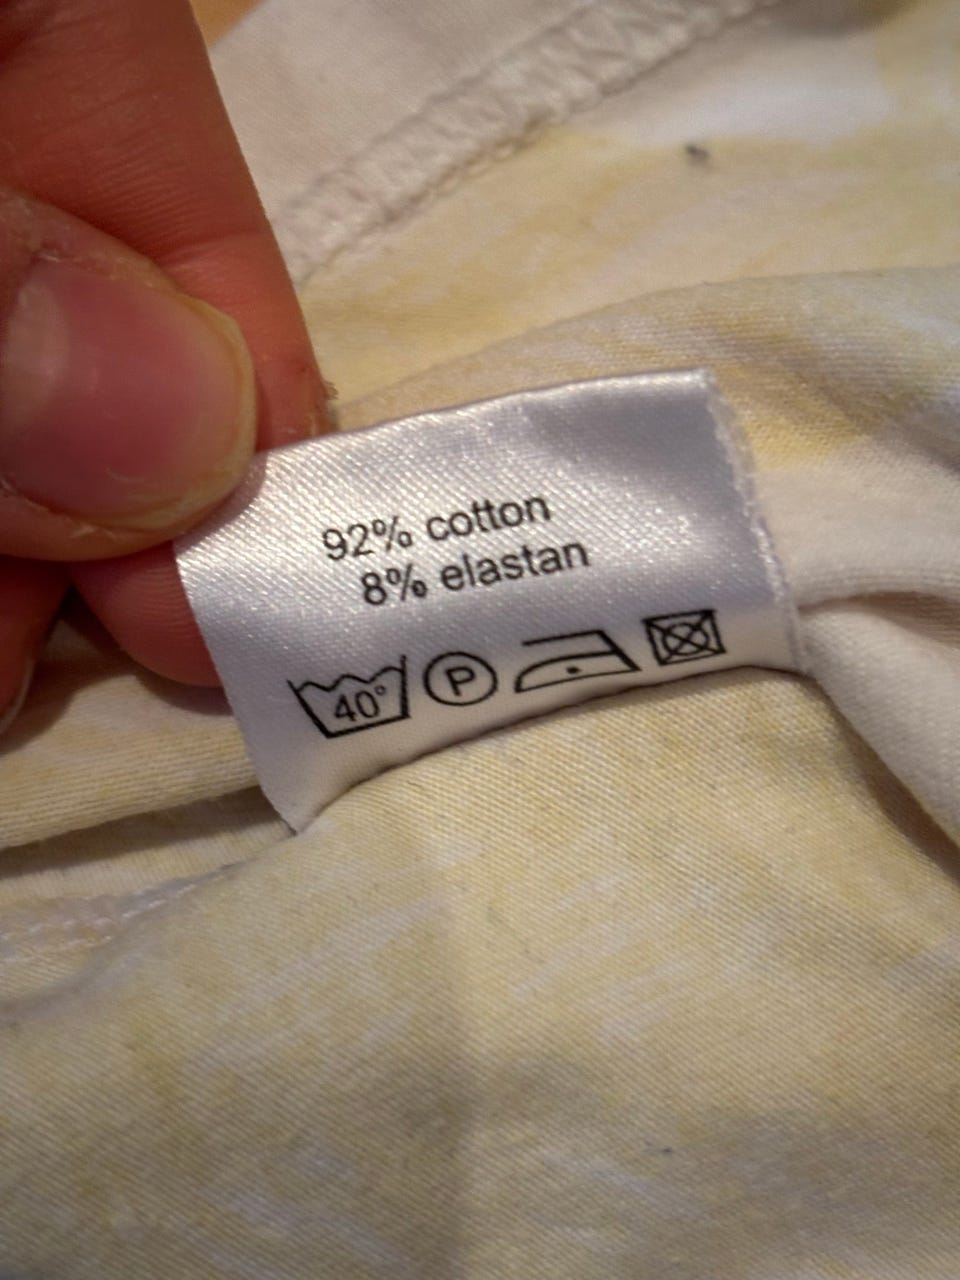 92% cotton
8% elastan
40° P